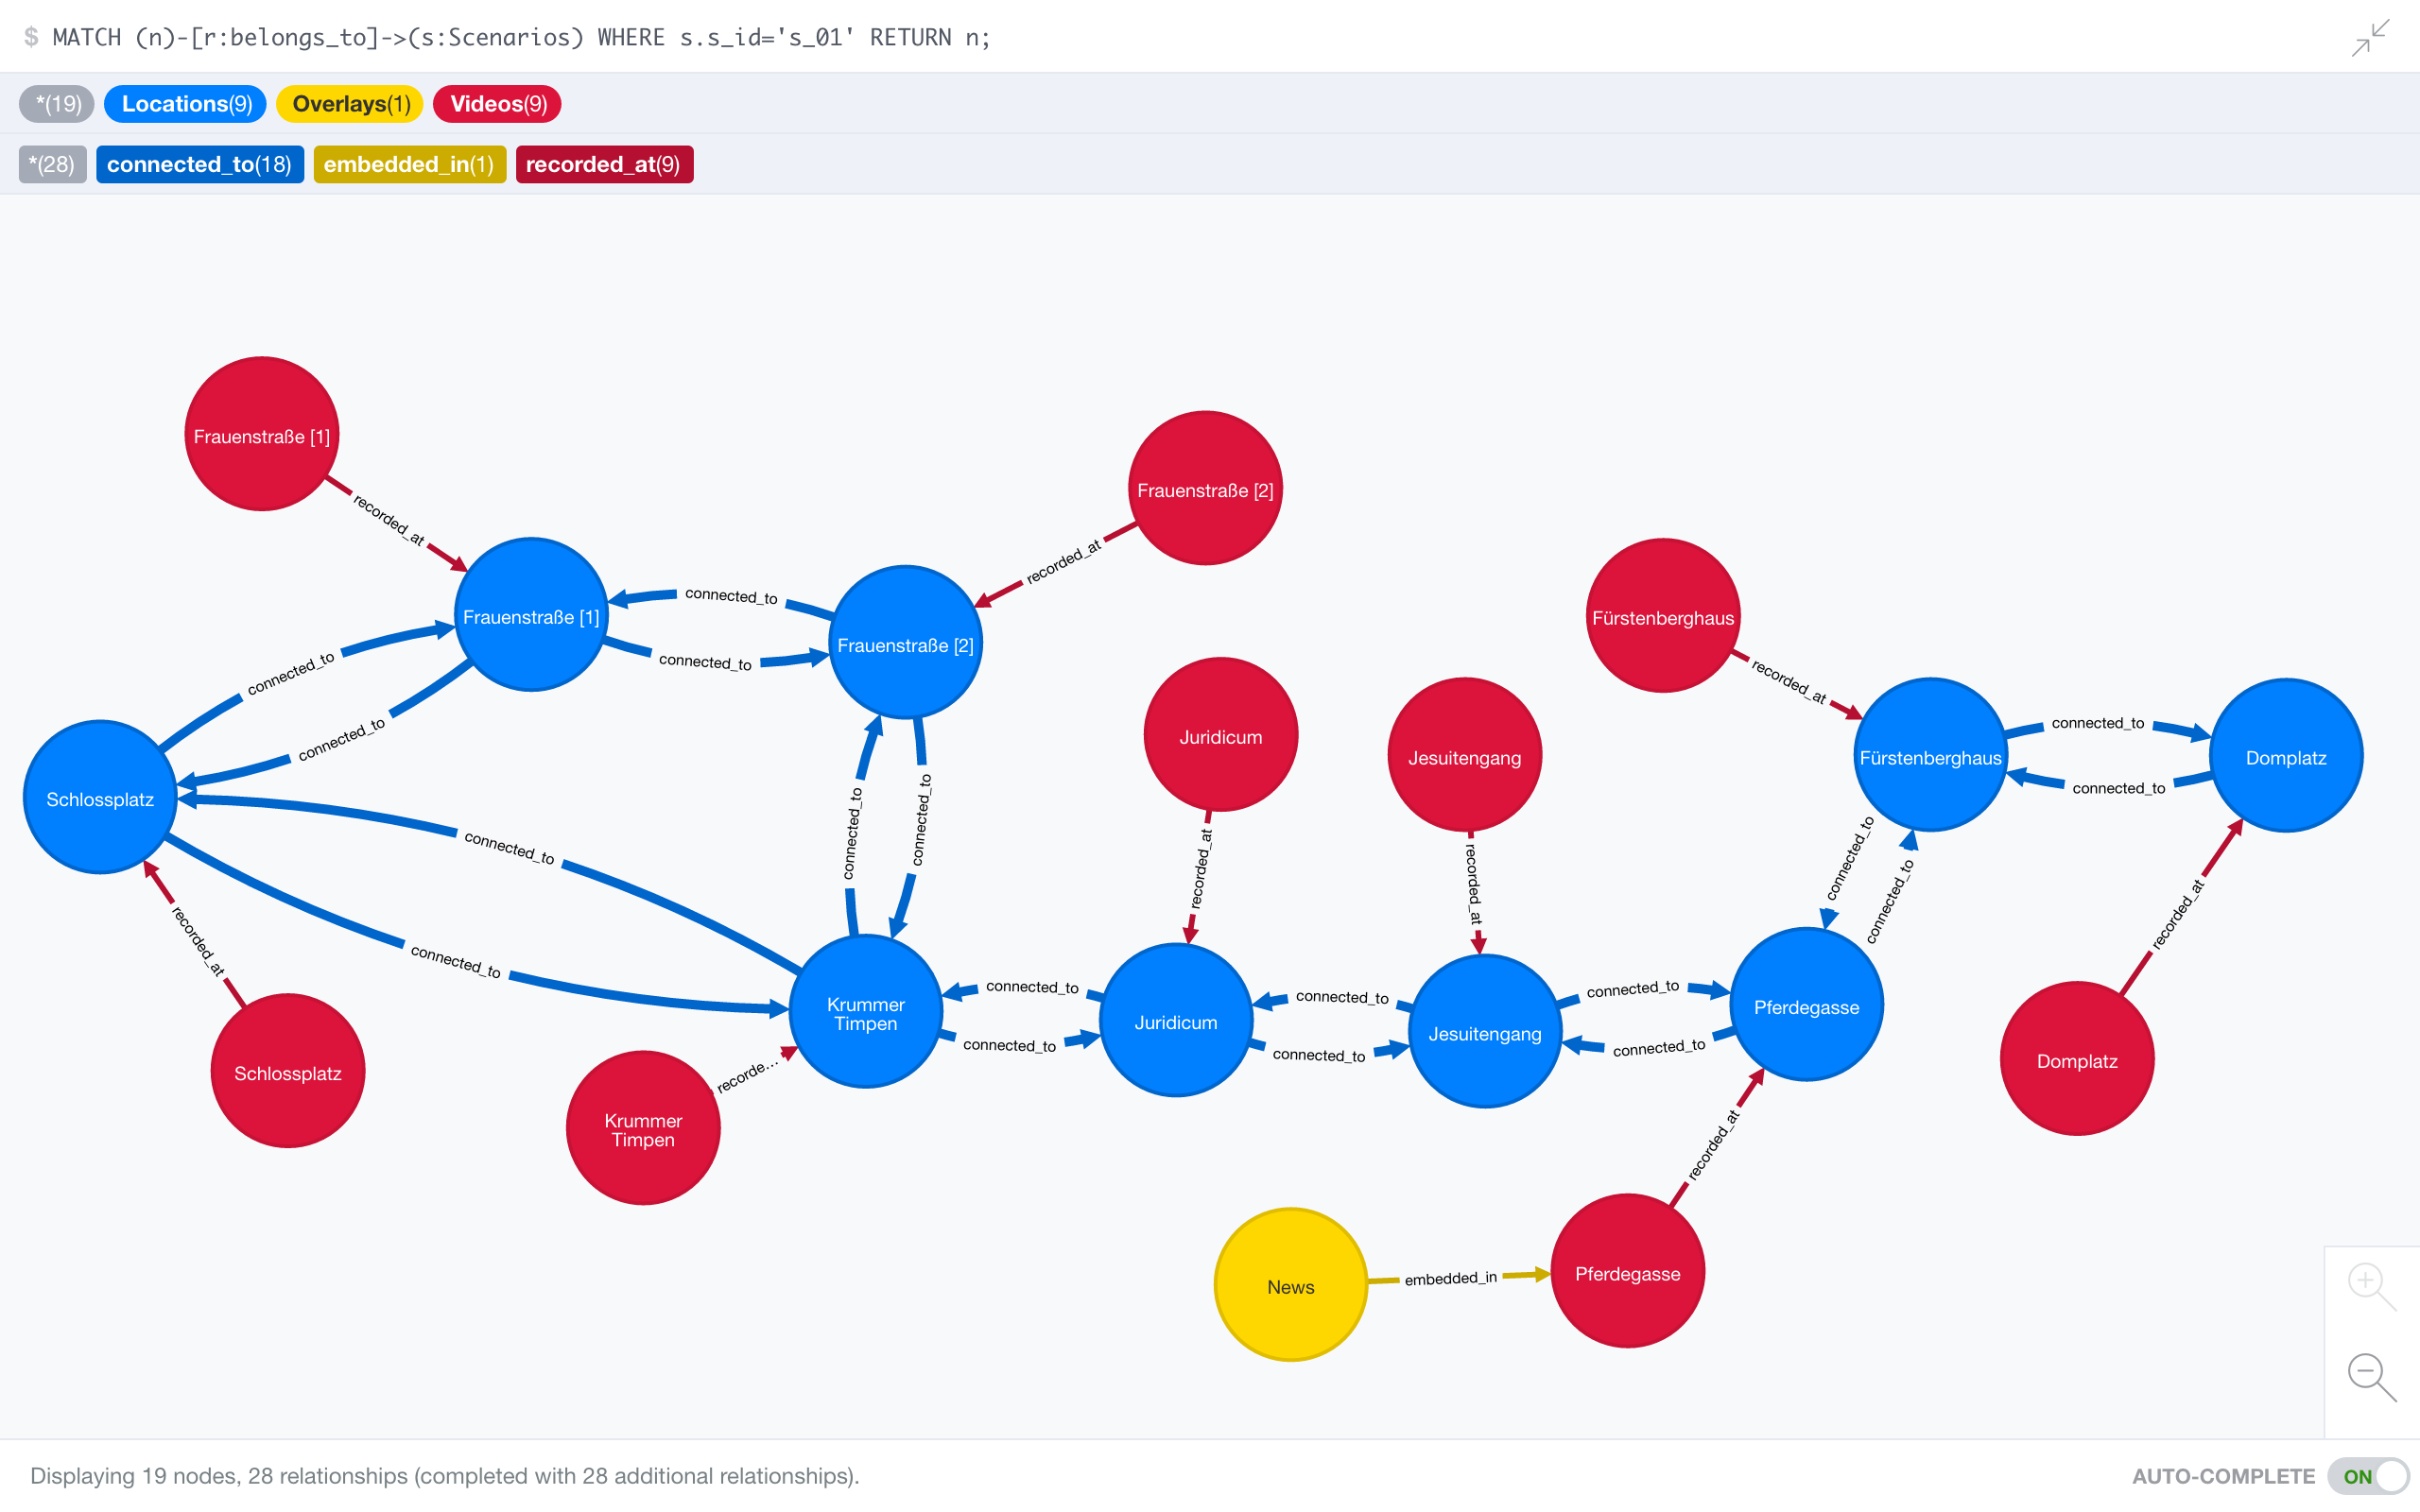 $ MATCH (n)-[r:belongs_to]->(s:Scenarios) WHERE s.s_id='s_01' RETURN n;
*(19) Locations(9) Overlays(1) Videos(9)
*(28) connected_to(18) embedded_in(1) recorded_at(9)
Frauenstraße [1]
recorded_at
Frauenstraße [2]
recorded_at
Frauenstraße [1]
connected_to
connected_to
Frauenstraße [2]
Fürstenberghaus
recorded_at
connected_to
connected_to
Schlossplatz
Juridicum
recorded_at
Jesuitengang
recorded_at
Fürstenberghaus
connected_to
connected_to
Domplatz
connected_to
connected_to
connected_to
connected_to
connected_to
connected_to
recorded_at
recorded_at
Schlossplatz
Krummer
Timpen
connected_to
connected_to
Juridicum
connected_to
connected_to
Jesuitengang
connected_to
connected_to
Pferdegasse
Domplatz
recorde...
Krummer
Timpen
recorded_at
News
embedded_in
Pferdegasse
Displaying 19 nodes, 28 relationships (completed with 28 additional relationships).
AUTO-COMPLETE ON